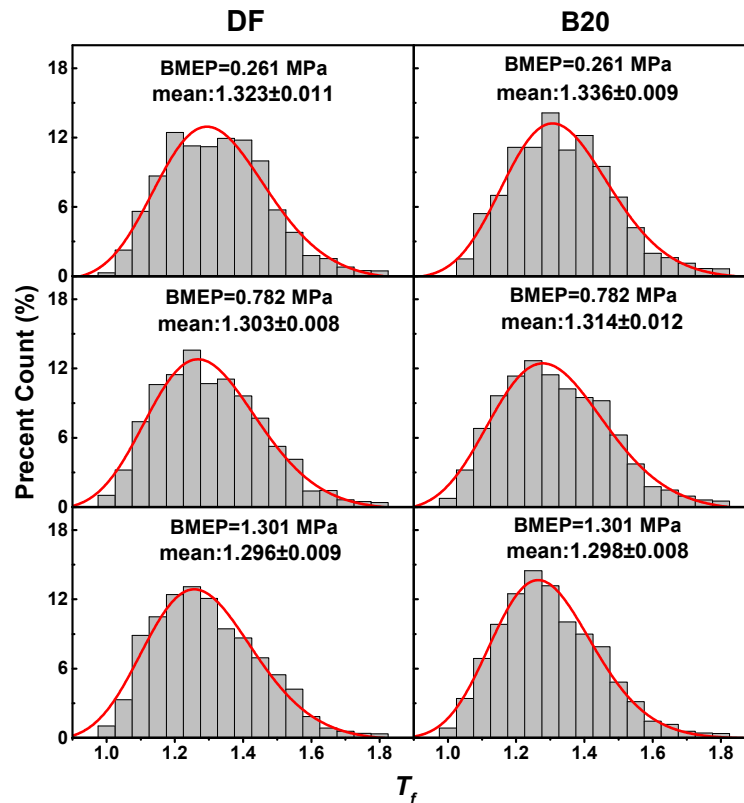 DF
B20
Precent Count (%)
18
12
6
0
BMEP=0.261 MPa
mean:1.323±0.011
BMEP=0.261 MPa
mean:1.336±0.009
18
12
6
0
BMEP=0.782 MPa
mean:1.303±0.008
BMEP=0.782 MPa
mean:1.314±0.012
18
12
6
0
BMEP=1.301 MPa
mean:1.296±0.009
BMEP=1.301 MPa
mean:1.298±0.008
1.0 1.2 1.4 1.6 1.0 1.2 1.4 1.6 1.8
T_f